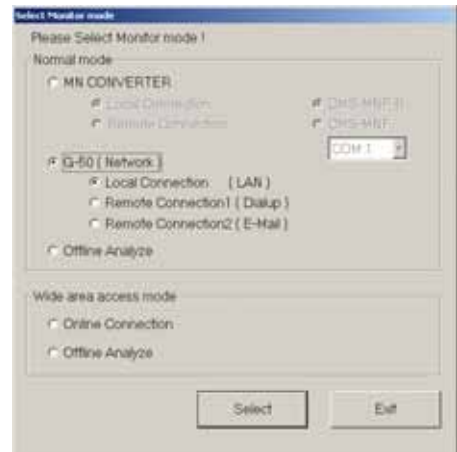 Select Monitor mode
Please Select Monitor mode !
Normal mode
MN CONVERTER
Local Connection
Remote Connection
COM 1
G-50 ( Network )
Local Connection ( LAN )
Remote Connection1 ( Dialup )
Remote Connection2 ( E-Mail )
Offline Analyze
Wide area access mode
Online Connection
Offline Analyze
Select Exit